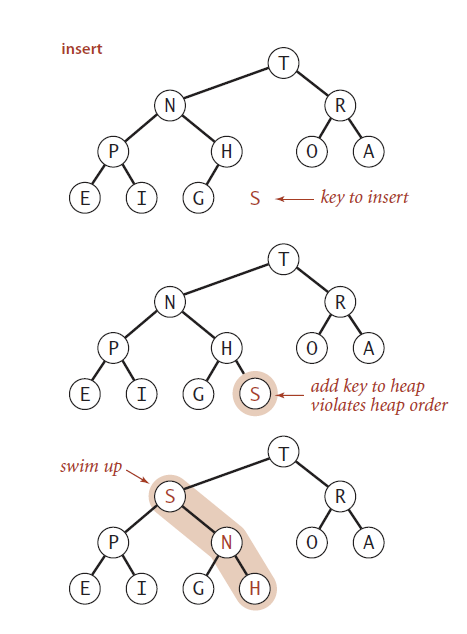 insert
T
N R
P H O A
E I G S key to insert
T
N R
P H O A
E I G S add key to heap
violates heap order
T
swim up
S R
P N O A
E I G H